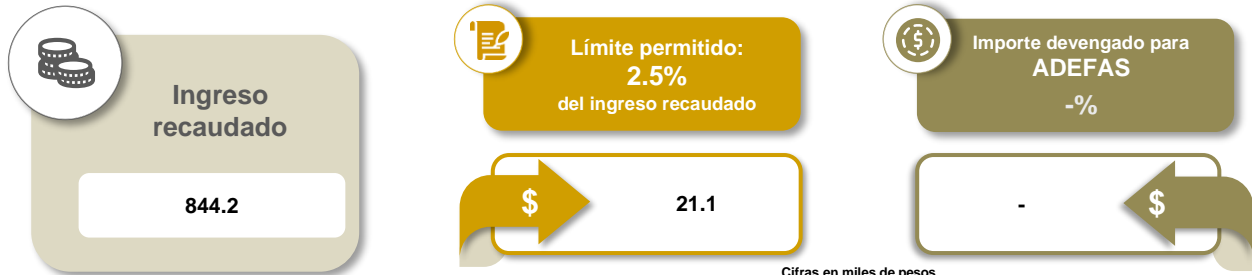 Ingreso
recaudado
844.2
Límite permitido:
2.5%
del ingreso recaudado
$
21.1
Importe devengado para
ADEFAS
-%
-
$
Cifras en miles de pesos